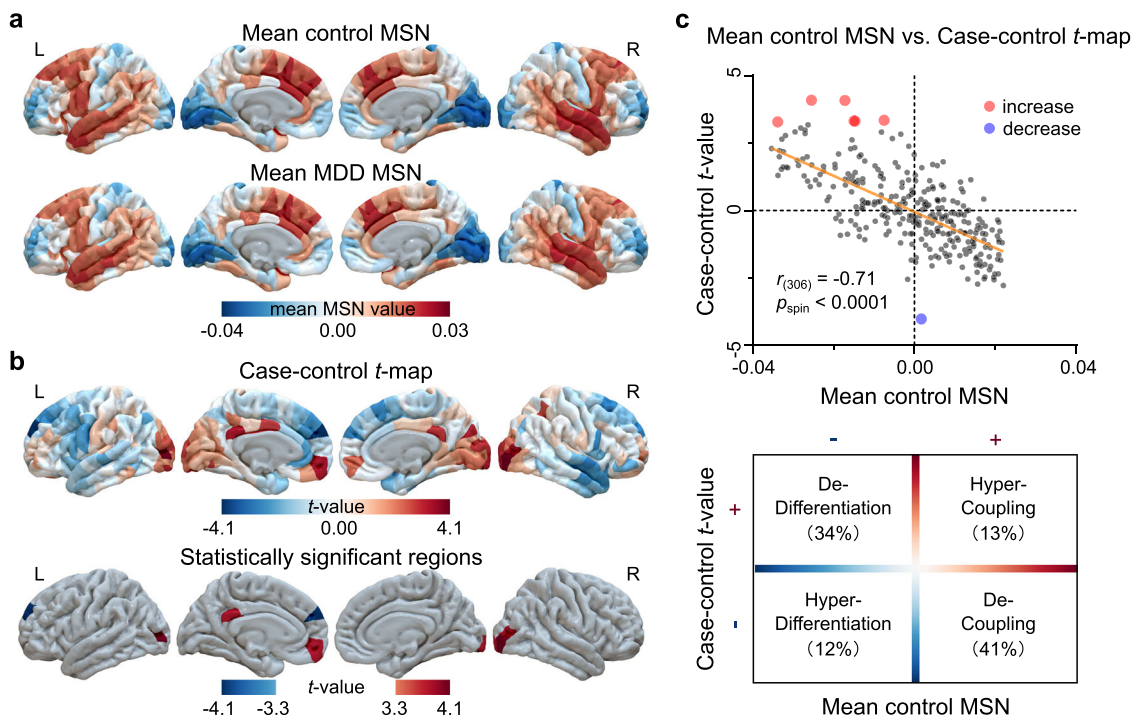 a
Mean control MSN
L
R
Mean MDD MSN
mean MSN value
-0.04 0.00 0.03
b
Case-control t-map
L
R
t-value
-4.1 0.00 4.1
Statistically significant regions
L
R
t-value
-4.1 -3.3 3.3 4.1
c
Mean control MSN vs. Case-control t-map
5
0
-5
Case-control t-value
increase
decrease
r(306) = -0.71
pspin < 0.0001
-0.04 0.00 0.04
Mean control MSN
- +
+
-
Case-control t-value
De-
Differentiation
(34%)
Hyper-
Coupling
(13%)
Hyper-
Differentiation
(12%)
De-
Coupling
(41%)
Mean control MSN